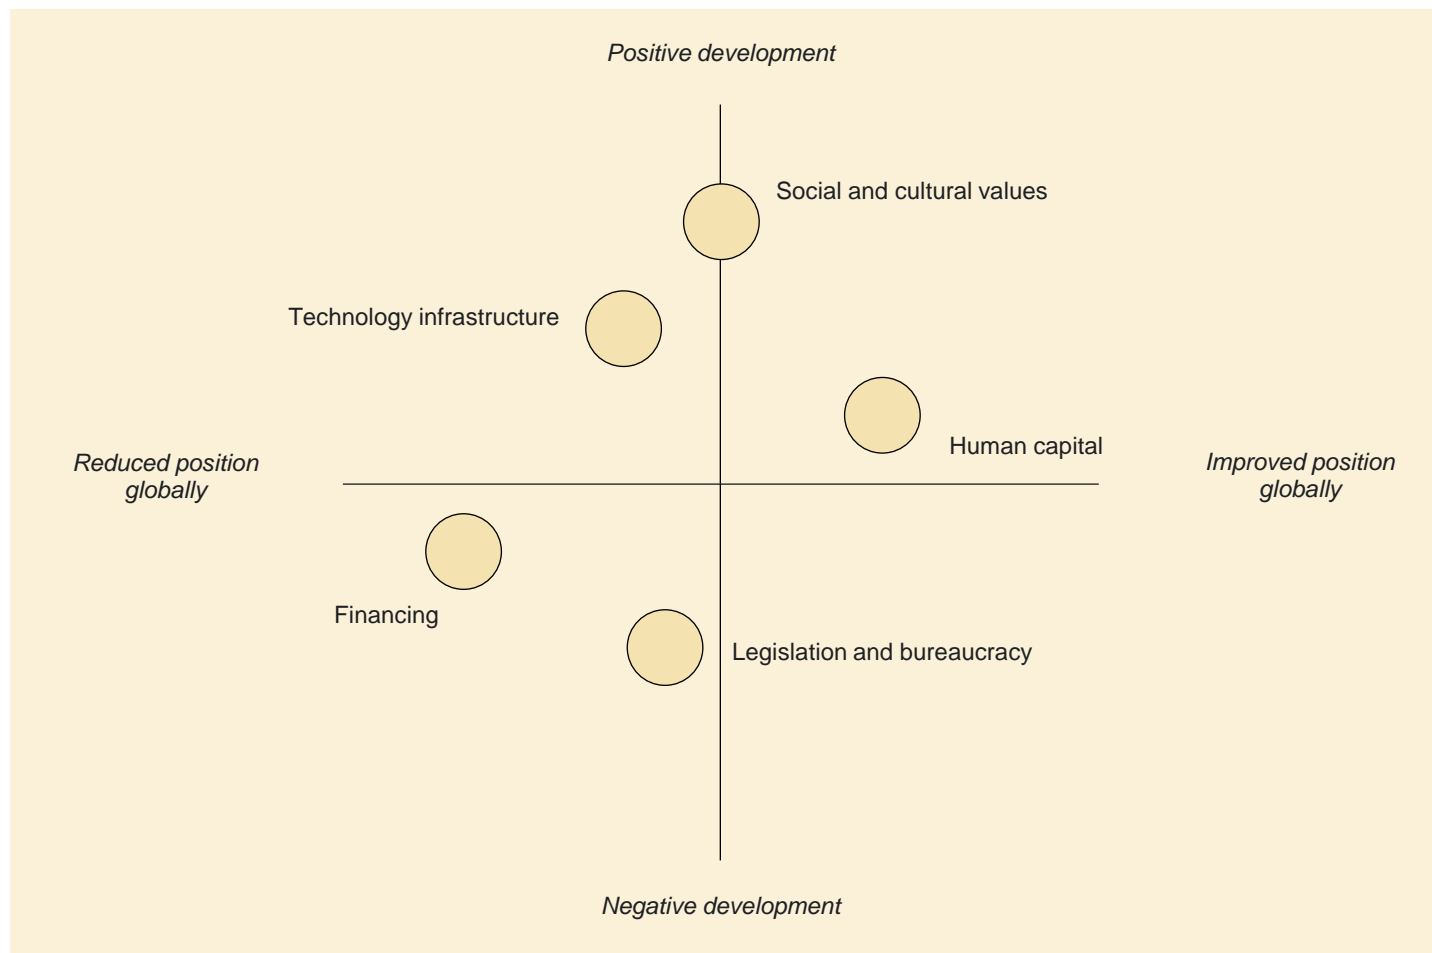 Positive development
Social and cultural values
Technology infrastructure
Human capital
Reduced position
globally
Improved position
globally
Financing
Legislation and bureaucracy
Negative development